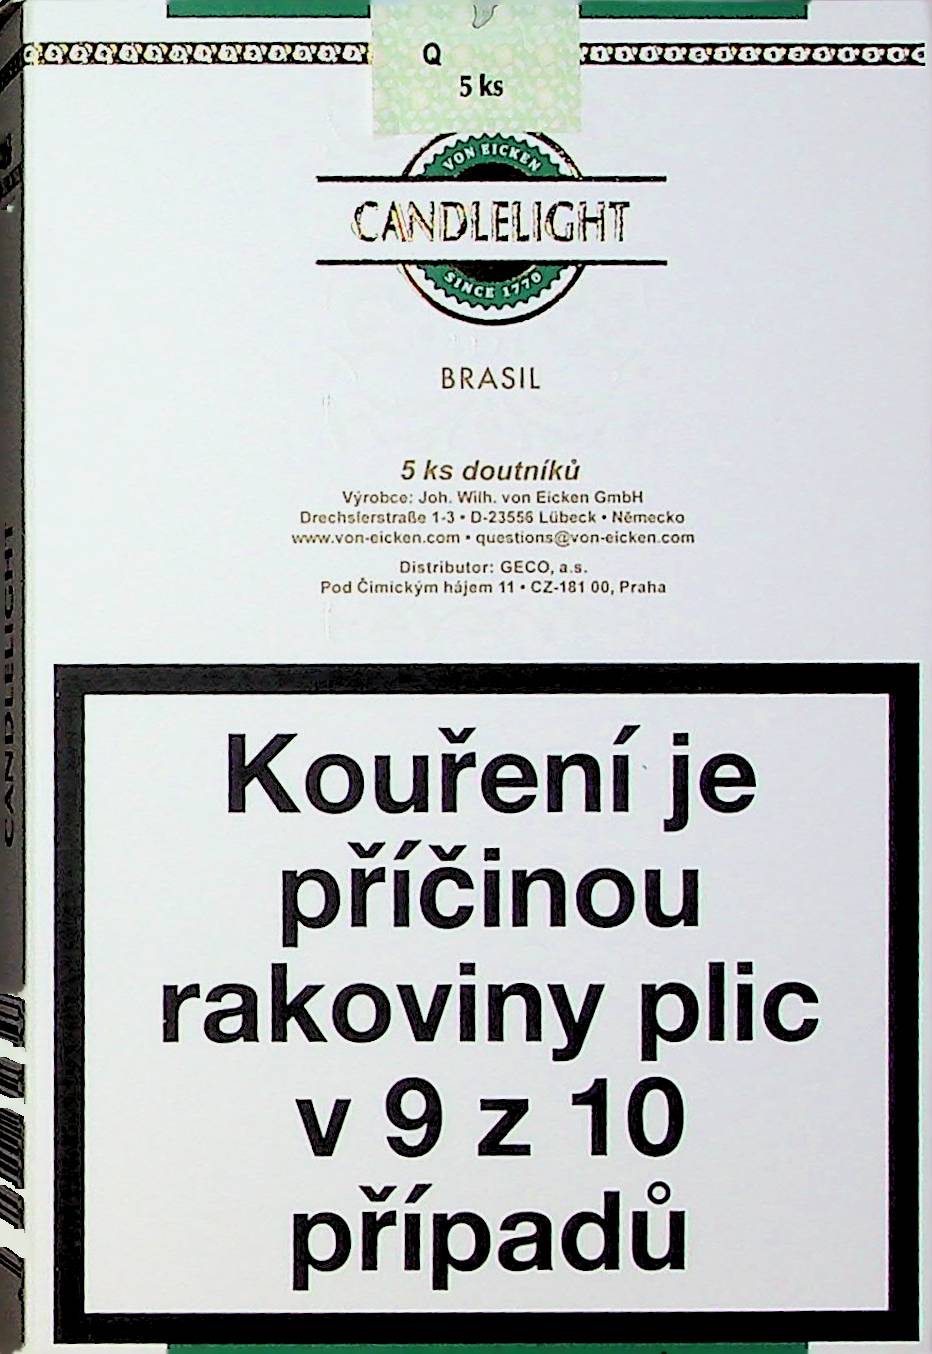 Q
5 ks
VON EICKEN
CANDLELIGHT
SINCE 1770
BRASIL
5 ks doutníků
Výrobce: Joh. Wilh. von Eicken GmbH
Drechslerstraße 1-3 • D-23556 Lübeck • Německo
www.von-eicken.com • questions@von-eicken.com
Distributor: GECO, a.s.
Pod Čimickým hájem 11 • CZ-181 00, Praha
Kouření je
příčinou
rakoviny plic
v 9 z 10
případů
CANDLELIGHT